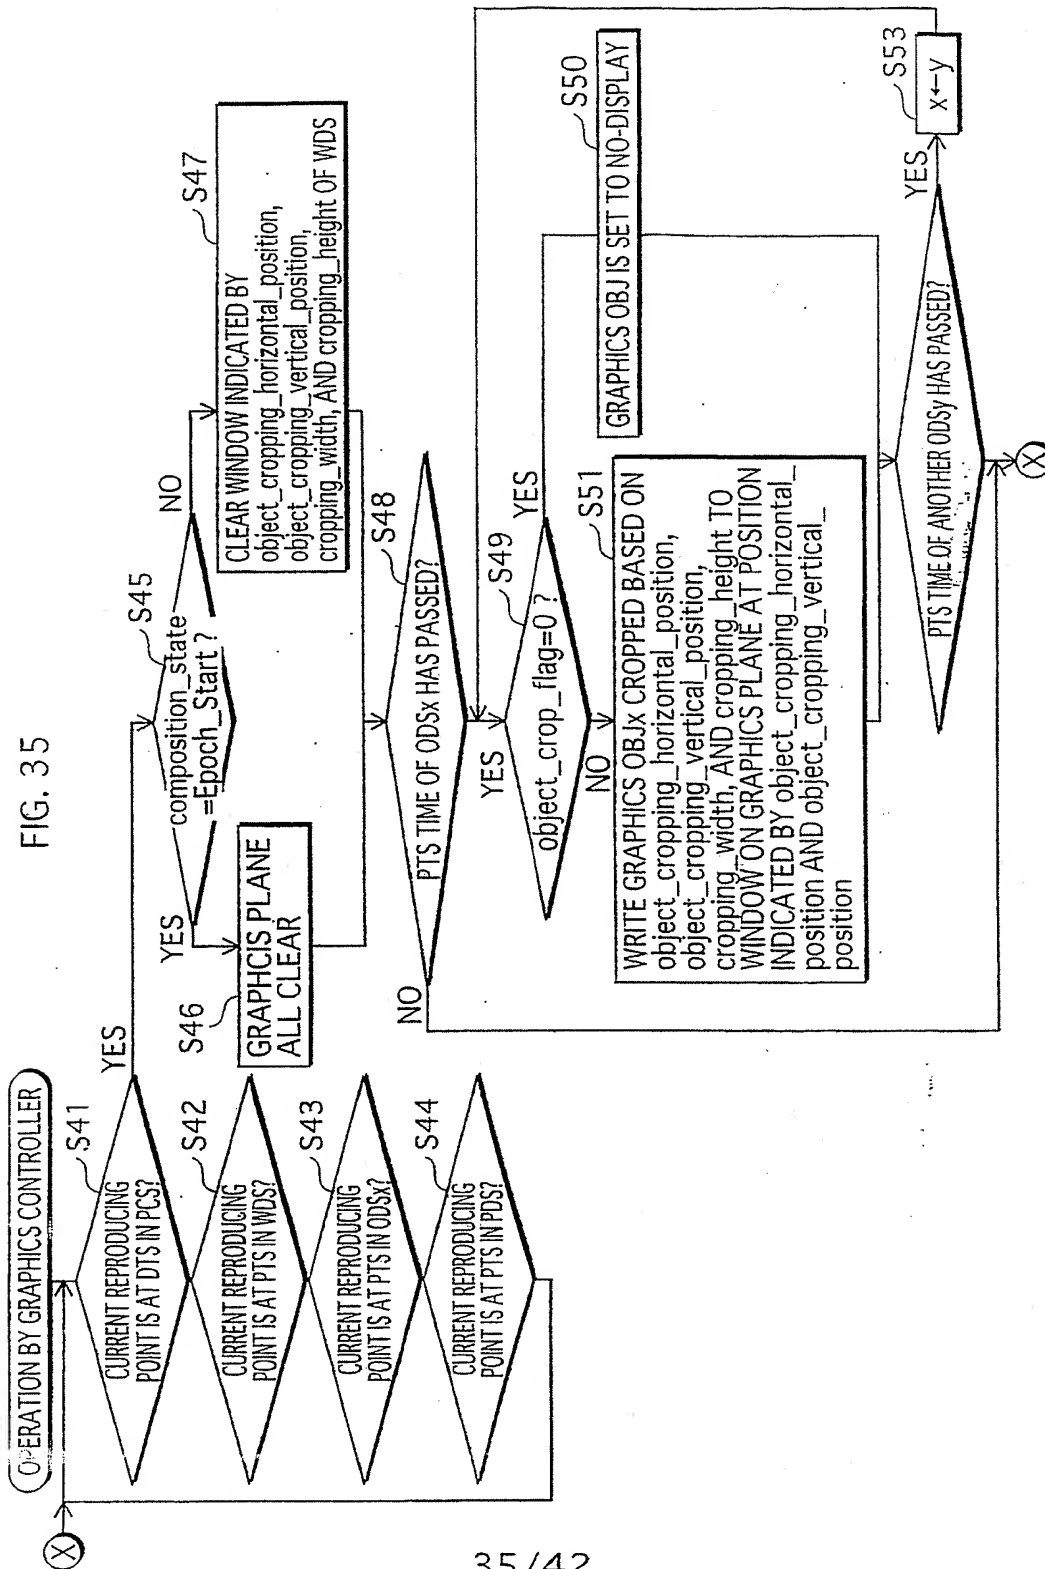 FIG. 35
OPERATION BY GRAPHICS CONTROLLER
X
S41
CURRENT REPRODUCING
POINT IS AT DTS IN PCS?
YES
S42
CURRENT REPRODUCING
POINT IS AT PTS IN WDS?
S43
CURRENT REPRODUCING
POINT IS AT PTS IN ODSx?
S44
CURRENT REPRODUCING
POINT IS AT PTS IN PDS?
S45
composition_state
=Epoch_Start ?
YES
NO
S46
GRAPHCIS PLANE
ALL CLEAR
S47
CLEAR WINDOW INDICATED BY
object_cropping_horizontal_position,
object_cropping_vertical_position,
cropping_width, AND cropping_height OF WDS
S48
PTS TIME OF ODSx HAS PASSED?
NO
YES
S49
object_crop_flag=0 ?
YES
NO
S50
GRAPHICS OBJ IS SET TO NO-DISPLAY
S51
WRITE GRAPHICS OBJx CROPPED BASED ON
object_cropping_horizontal_position,
object_cropping_vertical_position,
cropping_width, AND cropping_height TO
WINDOW ON GRAPHICS PLANE AT POSITION
INDICATED BY object_cropping_horizontal_
position AND object_cropping_vertical_
position
PTS TIME OF ANOTHER ODSy HAS PASSED?
YES
S53
x←y
X
35/42